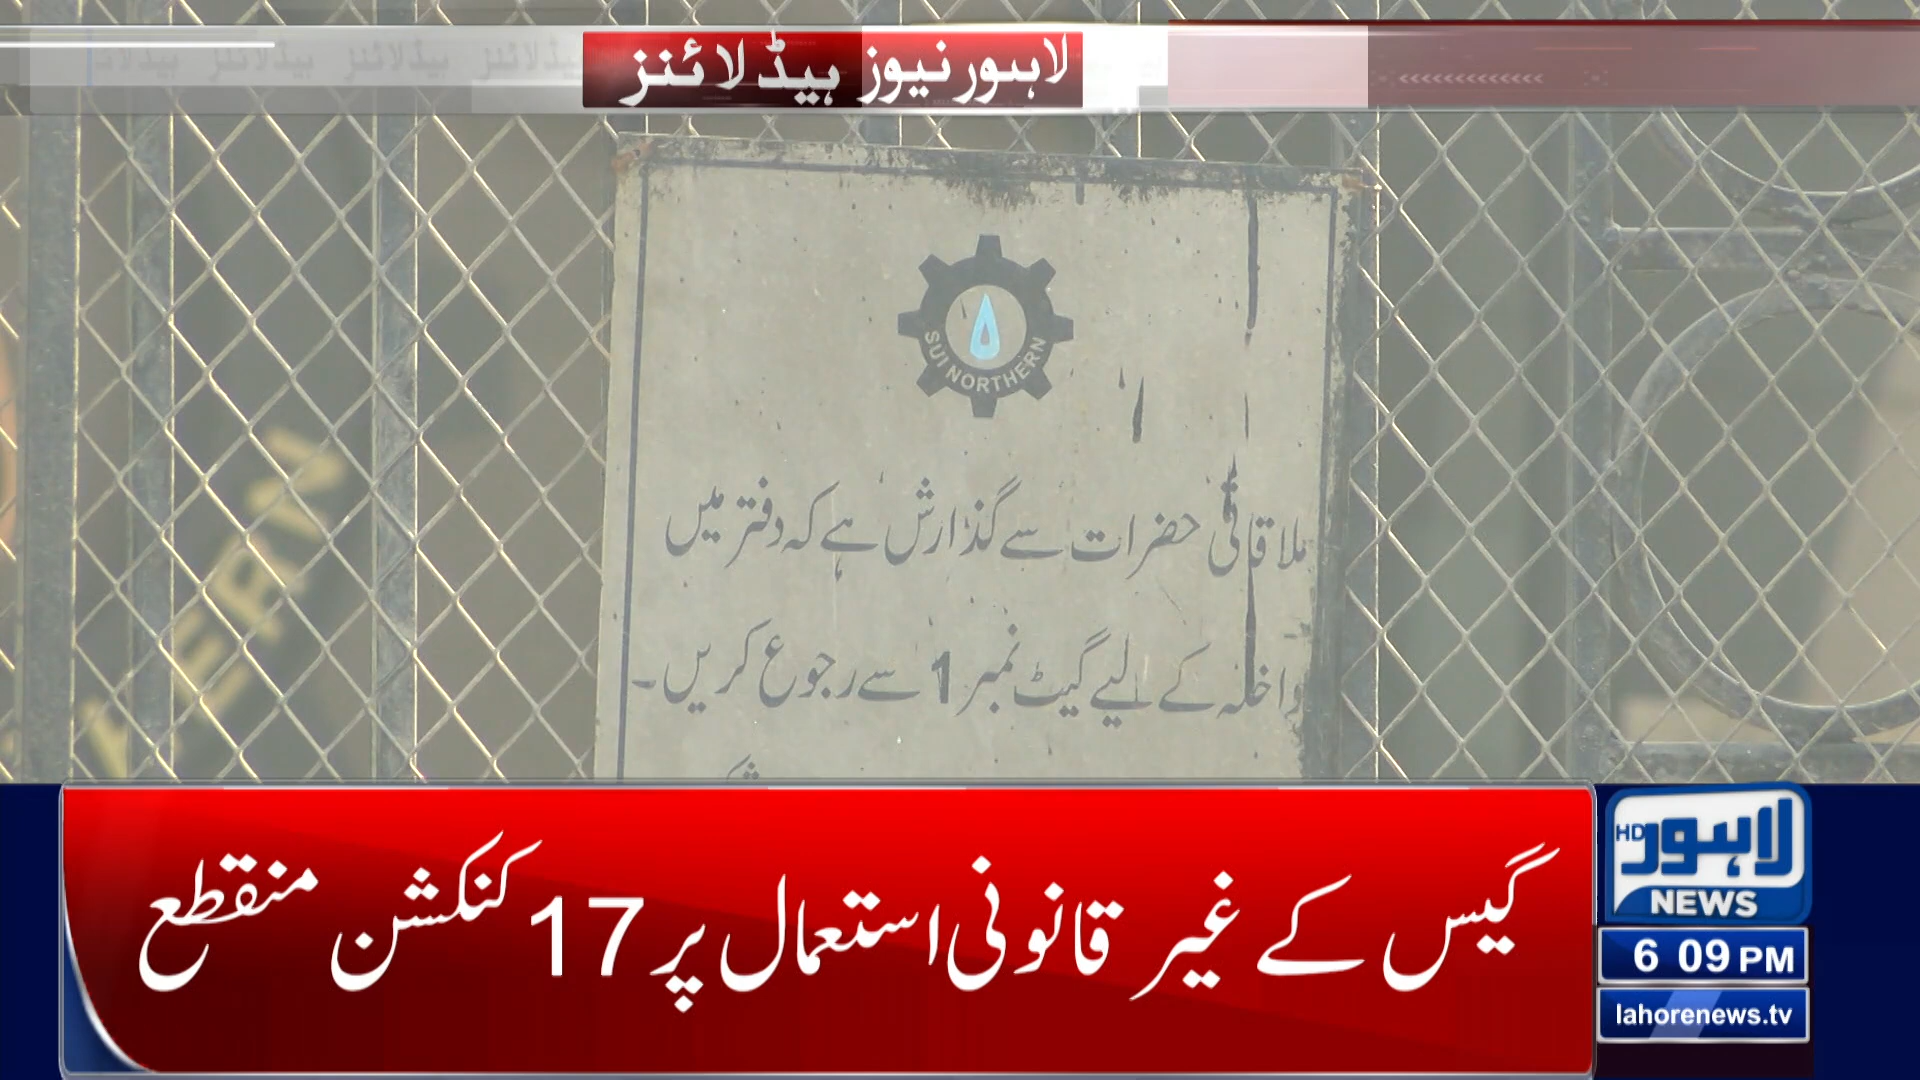 لاہور نیوز ہیڈلائنز
SUI NORTHERN
ملاقاتی حضرات سے گذارش ہے کہ دفتر میں
داخلہ کے لیے گیٹ نمبر 1 سے رجوع کریں۔
ERN
گیس کے غیر قانونی استعمال پر 17 کنکشن منقطع
لاہور HD
NEWS
6 09 PM
lahorenews.tv